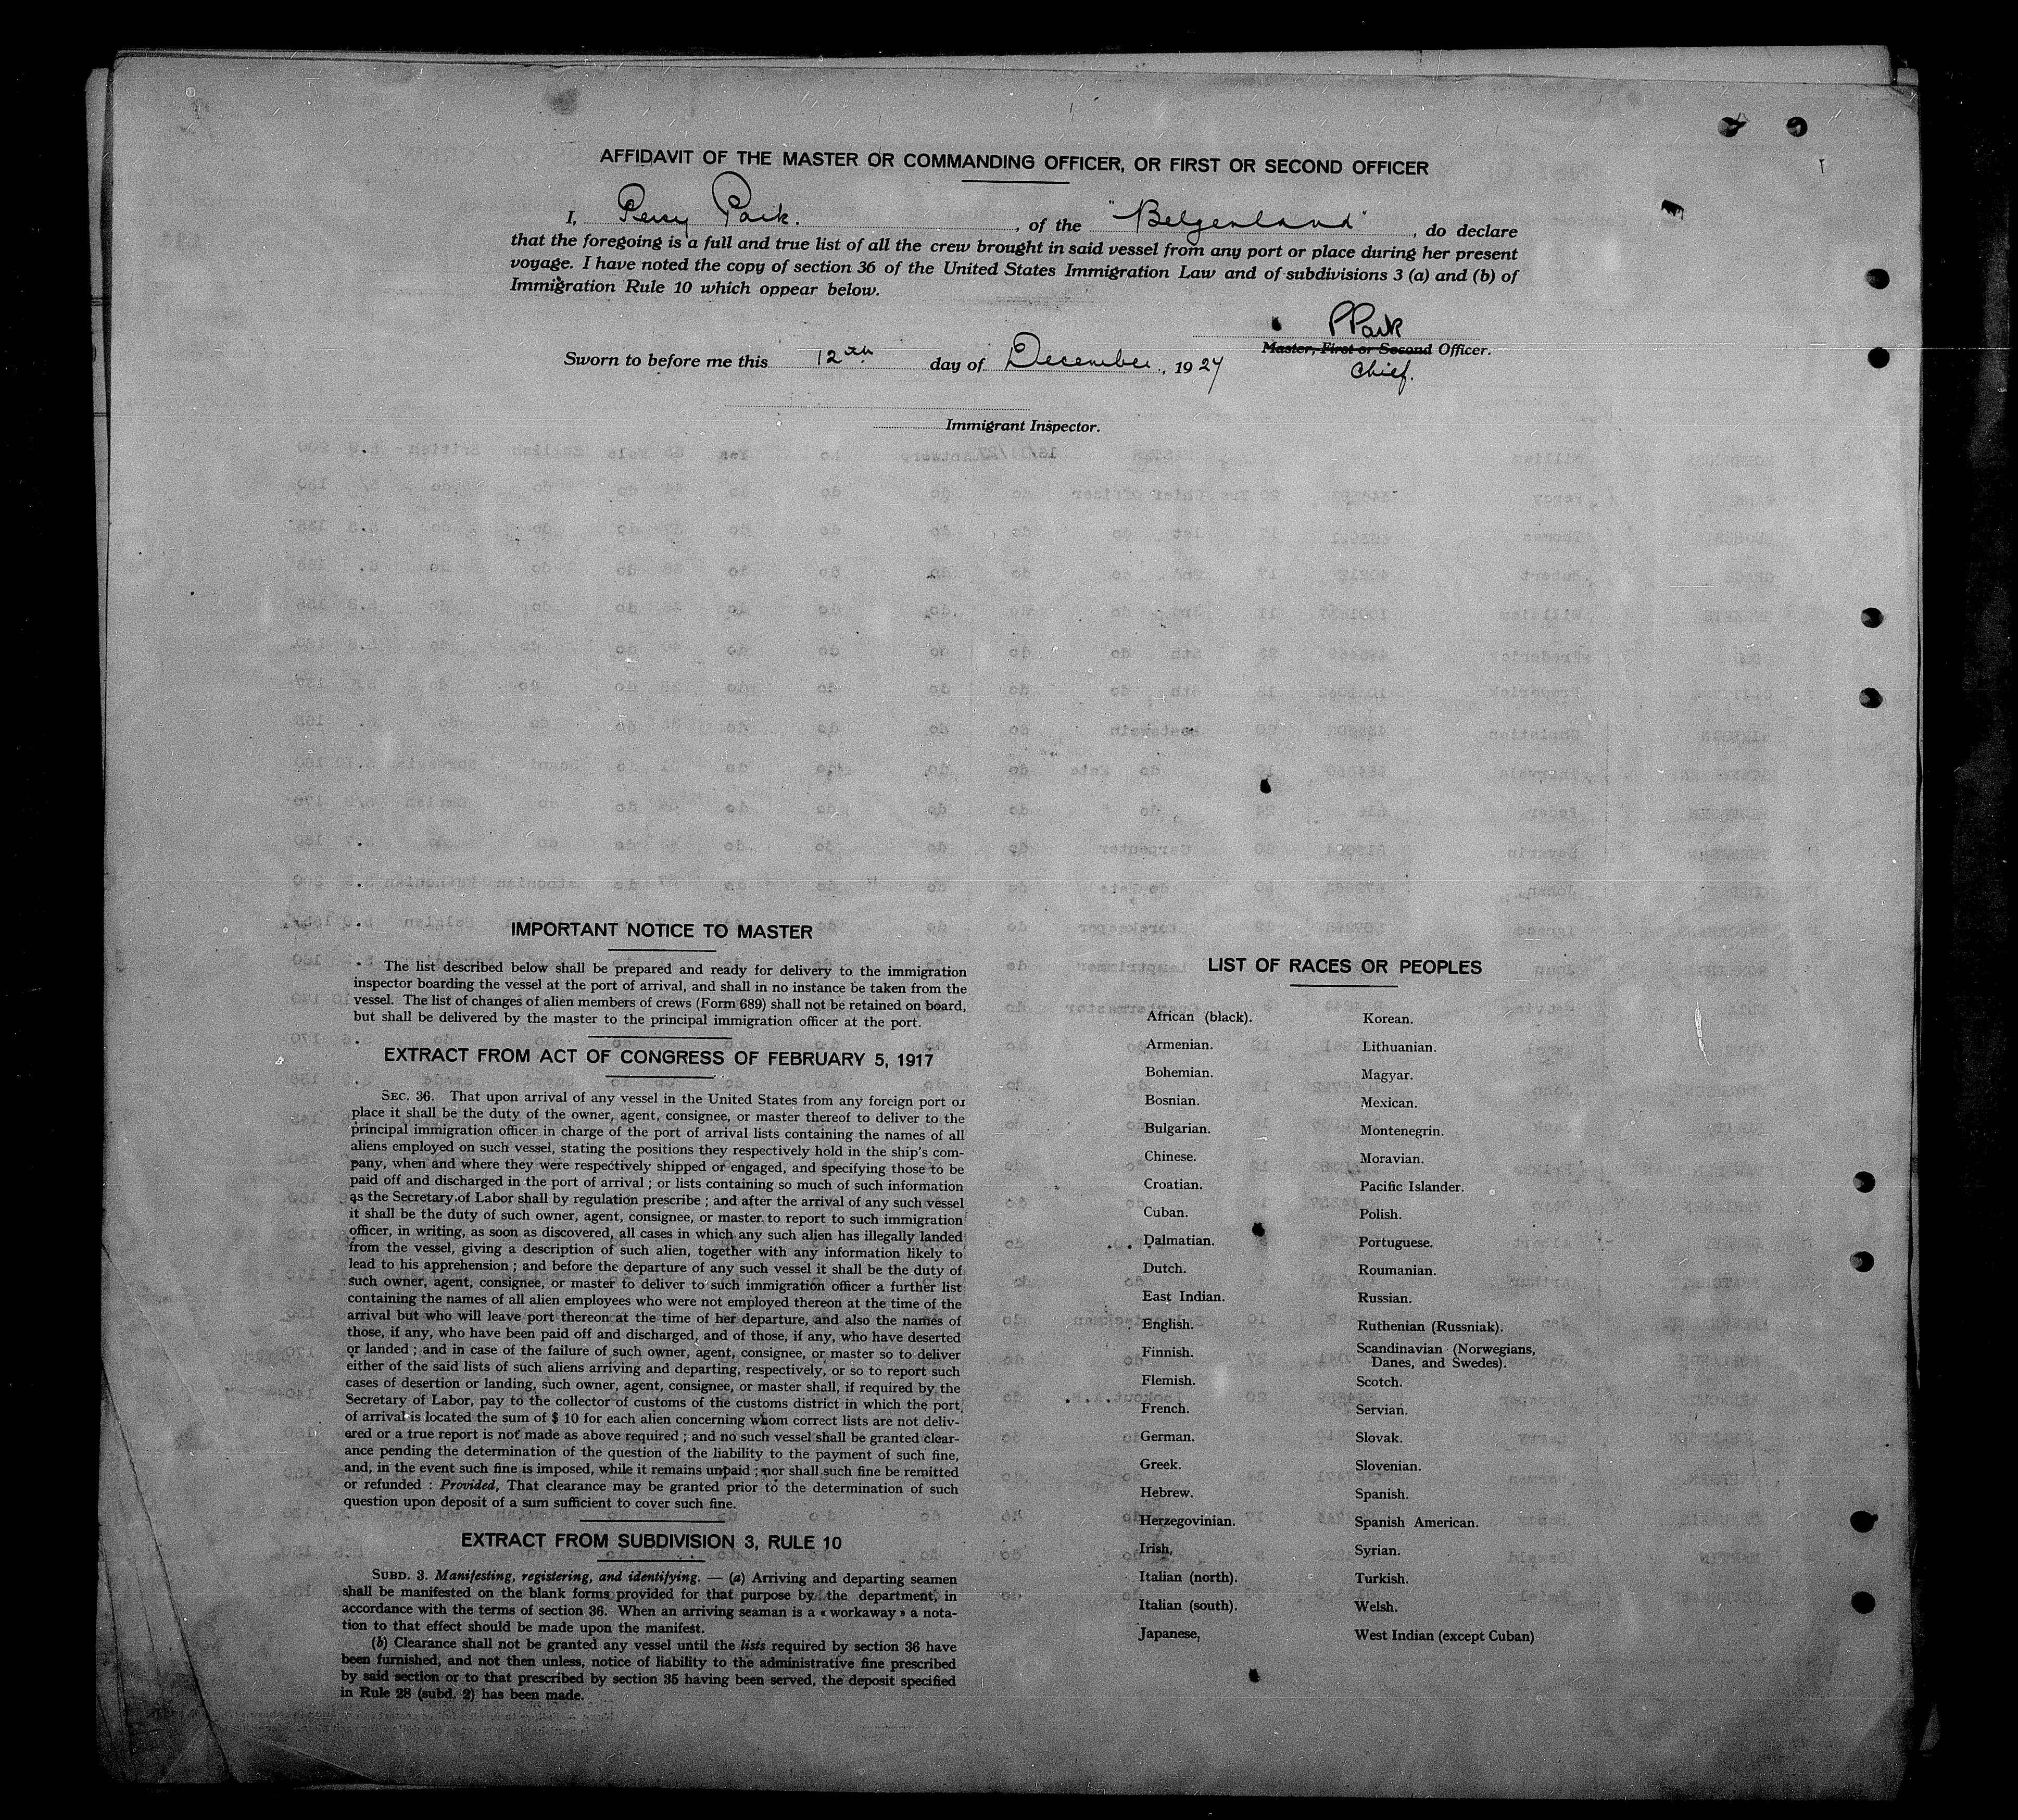 AFFIDAVIT OF THE MASTER OR COMMANDING OFFICER, OR FIRST OR SECOND OFFICER
I, Percy Park. , of the "Belgenland" , do declare
that the foregoing is a full and true list of all the crew brought in said vessel from any port or place during her present
voyage. I have noted the copy of section 36 of the United States Immigration Law and of subdivisions 3 (a) and (b) of
Immigration Rule 10 which oppear below.
PPark
Master, First or Second Officer.
Chief.
Sworn to before me this 12th day of December, 1927
Immigrant Inspector.
IMPORTANT NOTICE TO MASTER
The list described below shall be prepared and ready for delivery to the immigration
inspector boarding the vessel at the port of arrival, and shall in no instance be taken from the
vessel. The list of changes of alien members of crews (Form 689) shall not be retained on board,
but shall be delivered by the master to the principal immigration officer at the port.
EXTRACT FROM ACT OF CONGRESS OF FEBRUARY 5, 1917
SEC. 36. That upon arrival of any vessel in the United States from any foreign port or
place it shall be the duty of the owner, agent, consignee, or master thereof to deliver to the
principal immigration officer in charge of the port of arrival lists containing the names of all
aliens employed on such vessel, stating the positions they respectively hold in the ship's com-
pany, when and where they were respectively shipped or engaged, and specifying those to be
paid off and discharged in the port of arrival ; or lists containing so much of such information
as the Secretary of Labor shall by regulation prescribe ; and after the arrival of any such vessel
it shall be the duty of such owner, agent, consignee, or master to report to such immigration
officer, in writing, as soon as discovered, all cases in which any such alien has illegally landed
from the vessel, giving a description of such alien, together with any information likely to
lead to his apprehension ; and before the departure of any such vessel it shall be the duty of
such owner, agent, consignee, or master to deliver to such immigration officer a further list
containing the names of all alien employees who were not employed thereon at the time of the
arrival but who will leave port thereon at the time of her departure, and also the names of
those, if any, who have been paid off and discharged, and of those, if any, who have deserted
or landed ; and in case of the failure of such owner, agent, consignee, or master so to deliver
either of the said lists of such aliens arriving and departing, respectively, or so to report such
cases of desertion or landing, such owner, agent, consignee, or master shall, if required by the
Secretary of Labor, pay to the collector of customs of the customs district in which the port
of arrival is located the sum of $ 10 for each alien concerning whom correct lists are not deliv-
ered or a true report is not made as above required ; and no such vessel shall be granted clear-
ance pending the determination of the question of the liability to the payment of such fine,
and, in the event such fine is imposed, while it remains unpaid ; nor shall such fine be remitted
or refunded : Provided, That clearance may be granted prior to the determination of such
question upon deposit of a sum sufficient to cover such fine.
EXTRACT FROM SUBDIVISION 3, RULE 10
SUBD. 3. Manifesting, registering, and identifying. — (a) Arriving and departing seamen
shall be manifested on the blank forms provided for that purpose by the department, in
accordance with the terms of section 36. When an arriving seaman is a « workaway » a nota-
tion to that effect should be made upon the manifest.
(b) Clearance shall not be granted any vessel until the lists required by section 36 have
been furnished, and not then unless, notice of liability to the administrative fine prescribed
by said section or to that prescribed by section 35 having been served, the deposit specified
in Rule 28 (subd. 2) has been made.
LIST OF RACES OR PEOPLES
African (black).
Armenian.
Bohemian.
Bosnian.
Bulgarian.
Chinese.
Croatian.
Cuban.
Dalmatian.
Dutch.
East Indian.
English.
Finnish.
Flemish.
French.
German.
Greek.
Hebrew.
Herzegovinian.
Irish.
Italian (north).
Italian (south).
Japanese,
Korean.
Lithuanian.
Magyar.
Mexican.
Montenegrin.
Moravian.
Pacific Islander.
Polish.
Portuguese.
Roumanian.
Russian.
Ruthenian (Russniak).
Scandinavian (Norwegians,
Danes, and Swedes).
Scotch.
Servian.
Slovak.
Slovenian.
Spanish.
Spanish American.
Syrian.
Turkish.
Welsh.
West Indian (except Cuban)